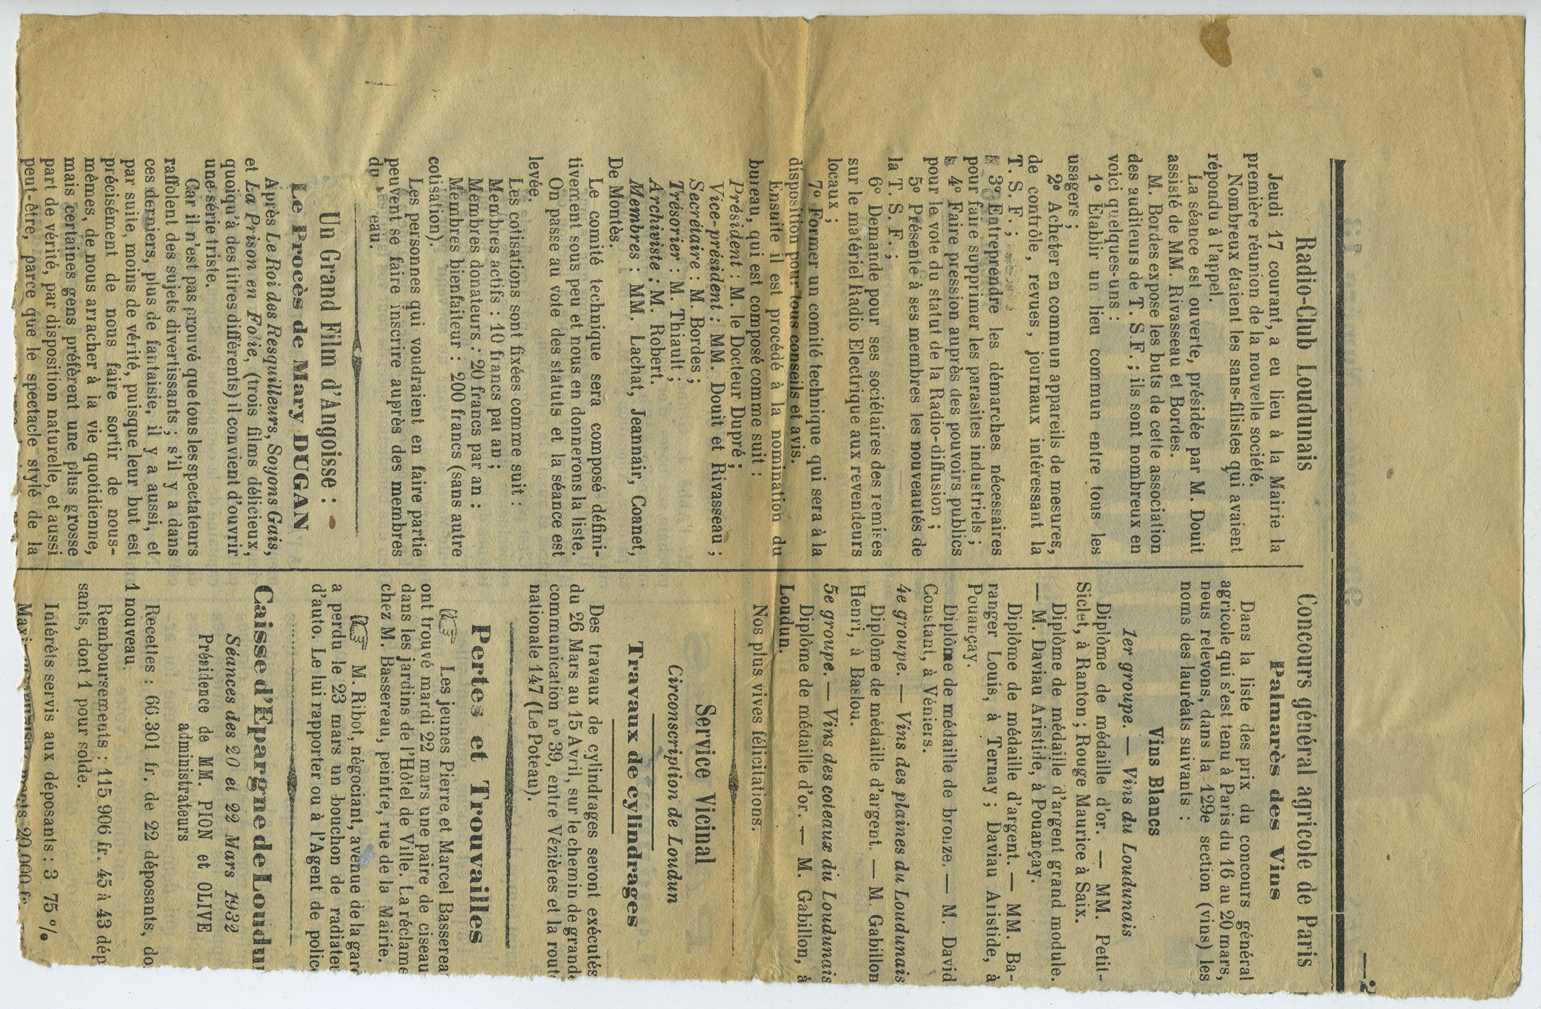 Radio-Club Loudunais
Jeudi 17 courant, a eu lieu à la Mairie la
première réunion de la nouvelle société.
Nombreux étaient les sans-filistes qui avaient
répondu à l'appel.
La séance est ouverte, présidée par M. Douit
assisté de MM. Rivasseau et Bordes.
M. Bordes expose les buts de cette association
des auditeurs de T. S. F. ; ils sont nombreux en
voici quelques-uns :
1º Etablir un lieu commun entre tous les
usagers ;
2º Acheter en commun appareils de mesures,
de contrôle, revues, journaux intéressant la
T. S. F. ;
3º Entreprendre les démarches nécessaires
pour faire supprimer les parasites industriels ;
4º Faire pression auprès des pouvoirs publics
pour le vote du statut de la Radio-diffusion ;
5º Présente à ses membres les nouveautés de
la T. S. F. ;
6º Demande pour ses sociétaires des remises
sur le matériel Radio Electrique aux revendeurs
locaux ;
7º Former un comité technique qui sera à la
disposition pour tous conseils et avis.
Ensuite il est procédé à la nomination du
bureau, qui est composé comme suit :
Président : M. le Docteur Dupré ;
Vice-président : MM. Douit et Rivasseau ;
Secrétaire : M. Bordes ;
Trésorier : M. Thiault ;
Archiviste : M. Robert.
Membres : MM. Lachat, Jeannair, Coanet,
De Montès.
Le comité technique sera composé défini-
tivement sous peu et nous en donnerons la liste.
On passe au vote des statuts et la séance est
levée.
Les cotisations sont fixées comme suit :
Membres actifs : 10 francs par an ;
Membres donateurs : 20 francs par an :
Membres bienfaiteur : 200 francs (sans autre
cotisation).
Les personnes qui voudraient en faire partie
peuvent se faire inscrire auprès des membres
du eau.
Un Grand Film d'Angoisse :
Le Procès de Mary DUGAN
Après Le Roi des Resquilleurs, Soyons Gais,
et La Prison en Folie, (trois films délicieux,
quoiqu'à des titres différents) il convient d'ouvrir
une série triste.
Car il n'est pas prouvé que tous les spectateurs
raffolent des sujets divertissants ; s'il y a dans
ces derniers, plus de fantaisie, il y a aussi, et
par suite, moins de vérité, puisque leur but est
précisément de nous faire sortir de nous-
mêmes, de nous arracher à la vie quotidienne,
mais certaines gens préfèrent une plus grosse
part de vérité, par disposition naturelle, et aussi
peut-être, parce que le spectacle stylé de la
—2
Concours général agricole de Paris
Palmarès des Vins
Dans la liste des prix du concours général
agricole qui s'est tenu à Paris du 16 au 20 mars,
nous relevons, dans la 129e section (vins) les
noms des lauréats suivants :
Vins Blancs
1er groupe. — Vins du Loudunais
Diplôme de médaille d'or. — MM. Petit-
Siclet, à Ranton ; Rouge Maurice à Saix.
Diplôme de médaille d'argent grand module.
— M. Daviau Aristide, à Pouançay.
Diplôme de médaille d'argent. — MM. Ba-
ranger Louis, à Ternay ; Daviau Aristide, à
Pouançay.
Diplôme de médaille de bronze. — M. David
Constant, à Véniers.
4e groupe. — Vins des plaines du Loudunais
Diplôme de médaille d'argent. — M. Gabillon
Henri, à Baslou.
5e groupe. — Vins des coteaux du Loudunais
Diplôme de médaille d'or. — M. Gabillon, à
Loudun.
Nos plus vives félicitations.
Service Vicinal
Circonscription de Loudun
Travaux de cylindrages
Des travaux de cylindrages seront exécutés
du 26 Mars au 15 Avril, sur le chemin de grande
communication nº 39, entre Vézières et la route
nationale 147 (Le Poteau).
Pertes et Trouvailles
Les jeunes Pierre et Marcel Bassereau
ont trouvé mardi 22 mars une paire de ciseau
dans les jardins de l'Hôtel de Ville. La réclame
chez M. Bassereau, peintre, rue de la Mairie.
M. Ribot, négociant, avenue de la gare
a perdu le 23 mars un bouchon de radiateu
d'auto. Le lui rapporter ou à l'Agent de police
Caisse d'Epargne de Loudun
Séances des 20 et 22 Mars 1932
Présidence de MM. PION et OLIVE
administrateurs
Recettes : 60.301 fr. de 22 déposants, do
1 nouveau.
Remboursements : 115 906 fr. 45 à 43 dép
sants, dont 1 pour solde.
Intérêts servis aux déposants : 3 75 %
20.000 fr